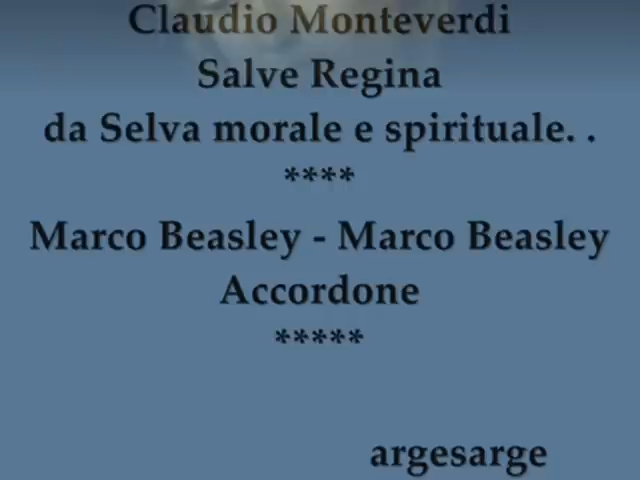 Claudio Monteverdi
Salve Regina
da Selva morale e spirituale. .
****
Marco Beasley - Marco Beasley
Accordone
*****
argesarge